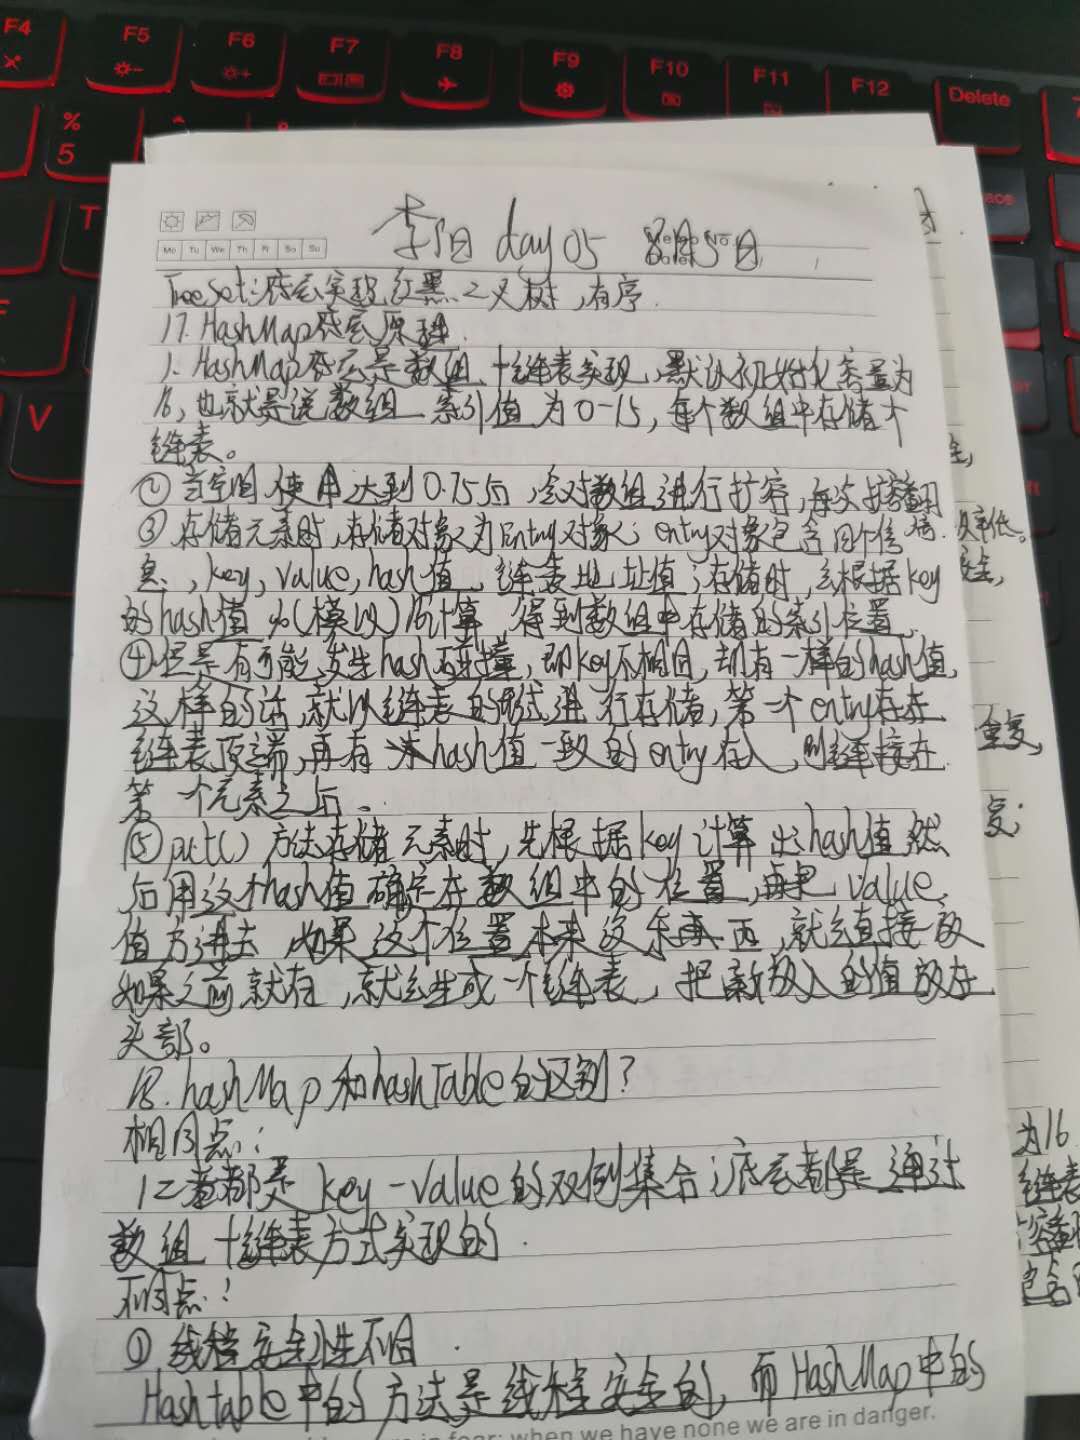 F4 F5 F6 F7 F8 F9 F10 F11 F12 Delete
% 5
T
V
Mo Tu We Th Fr Sa Su
李阳 day 05 8月5日
TreeSet:底层实现红黑二叉树,有序.
17.HashMap底层原理.
1.HashMap底层是数组+链表实现,默认初始化容量为
16,也就是说数组 索引值为0-15,每个数组中存储个
链表。
② 当空间使用达到0.75后,会对数组进行扩容,每次扩容翻
③ 存储元素时,存储对象为Entry对象;entry对象包含四个信
息,key,value,hash值,链表地址值;存储时,会根据key
的hash值%(模以)16计算,得到数组中存储的索引位置,
④但是有可能发生hash碰撞,即key不相同,却有一样的hash值,
这样的话,就以链表的形式进行存储,第一个entry存在
链表顶端,再有 hash值一致的entry存入,则链接在
第一个元素之后.
⑤put()方法存储元素时,先根据key计算出hash值 然
后用这个hash值确定在数组中的位置,再把value
值方进去 如果这个位置本来没东西,就会直接放
如果之前就有,就会生成一个链表,把新放入的值放在
头部。
18.hashMap和hashTable的区别?
相同点:
1二者都是key-value的双例集合;底层都是通过
数组+链表方式实现的.
不同点:
① 线程安全性不同.
Hashtable中的方法是线程安全的,而HashMap中的
when we have none we are in danger.
效率低。
安全,
重复,
复;
为16
链表